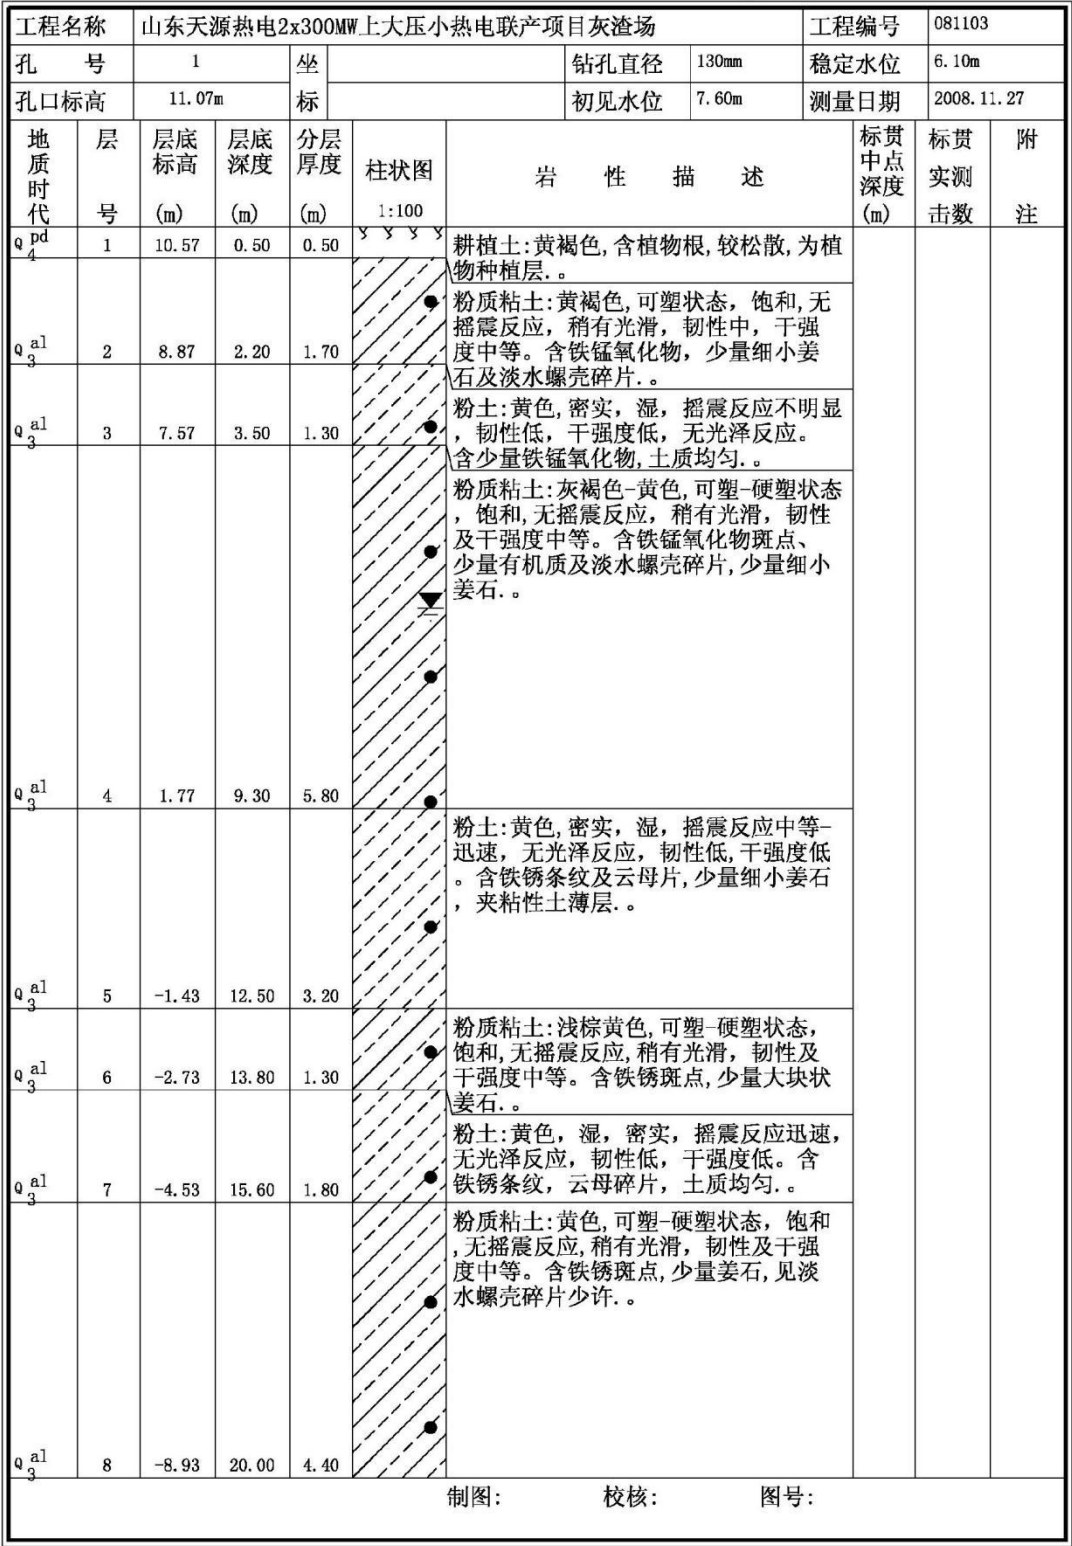 工程名称 山东天源热电2x300MW上大压小热电联产项目灰渣场 工程编号 081103
孔 号 1 坐 钻孔直径 130mm 稳定水位 6.10m
孔口标高 11.07m 标 初见水位 7.60m 测量日期 2008.11.27
地质时代 层号 层底标高(m) 层底深度(m) 分层厚度(m) 柱状图 1:100 岩 性 描 述 标贯中点深度(m) 标贯实测击数 附注
Q4pd 1 10.57 0.50 0.50
耕植土:黄褐色,含植物根,较松散,为植
物种植层.。
粉质粘土:黄褐色,可塑状态，饱和,无
摇震反应，稍有光滑，韧性中，干强
度中等。含铁锰氧化物，少量细小姜
石及淡水螺壳碎片.。
Q3al 2 8.87 2.20 1.70
粉土:黄色,密实，湿，摇震反应不明显
，韧性低，干强度低，无光泽反应。
含少量铁锰氧化物,土质均匀.。
Q3al 3 7.57 3.50 1.30
粉质粘土:灰褐色-黄色,可塑-硬塑状态
，饱和,无摇震反应，稍有光滑，韧性
及干强度中等。含铁锰氧化物斑点、
少量有机质及淡水螺壳碎片,少量细小
姜石.。
Q3al 4 1.77 9.30 5.80
粉土:黄色,密实，湿，摇震反应中等-
迅速，无光泽反应，韧性低,干强度低
。含铁锈条纹及云母片,少量细小姜石
，夹粘性土薄层.。
Q3al 5 -1.43 12.50 3.20
粉质粘土:浅棕黄色,可塑-硬塑状态，
饱和,无摇震反应,稍有光滑，韧性及
干强度中等。含铁锈斑点,少量大块状
姜石.。
Q3al 6 -2.73 13.80 1.30
粉土:黄色，湿，密实，摇震反应迅速，
无光泽反应，韧性低，干强度低。含
铁锈条纹，云母碎片，土质均匀.。
Q3al 7 -4.53 15.60 1.80
粉质粘土:黄色,可塑-硬塑状态，饱和
,无摇震反应,稍有光滑，韧性及干强
度中等。含铁锈斑点,少量姜石,见淡
水螺壳碎片少许.。
Q3al 8 -8.93 20.00 4.40
制图: 校核: 图号: